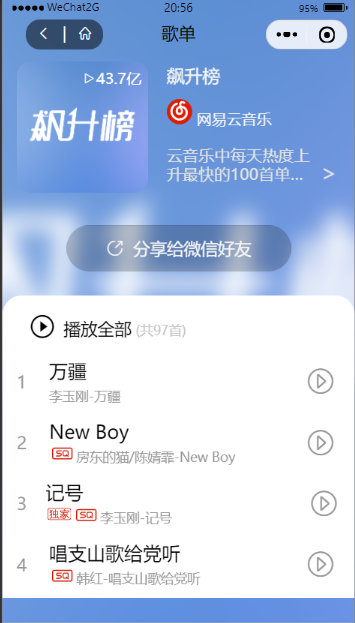 WeChat2G 20:56 95%
歌单
43.7亿
飙升榜
飙升榜
网易云音乐
云音乐中每天热度上
升最快的100首单...
分享给微信好友
播放全部 (共97首)
1 万疆
李玉刚-万疆
2 New Boy
SQ 房东的猫/陈婧霏-New Boy
3 记号
独家 SQ 李玉刚-记号
4 唱支山歌给党听
SQ 韩红-唱支山歌给党听